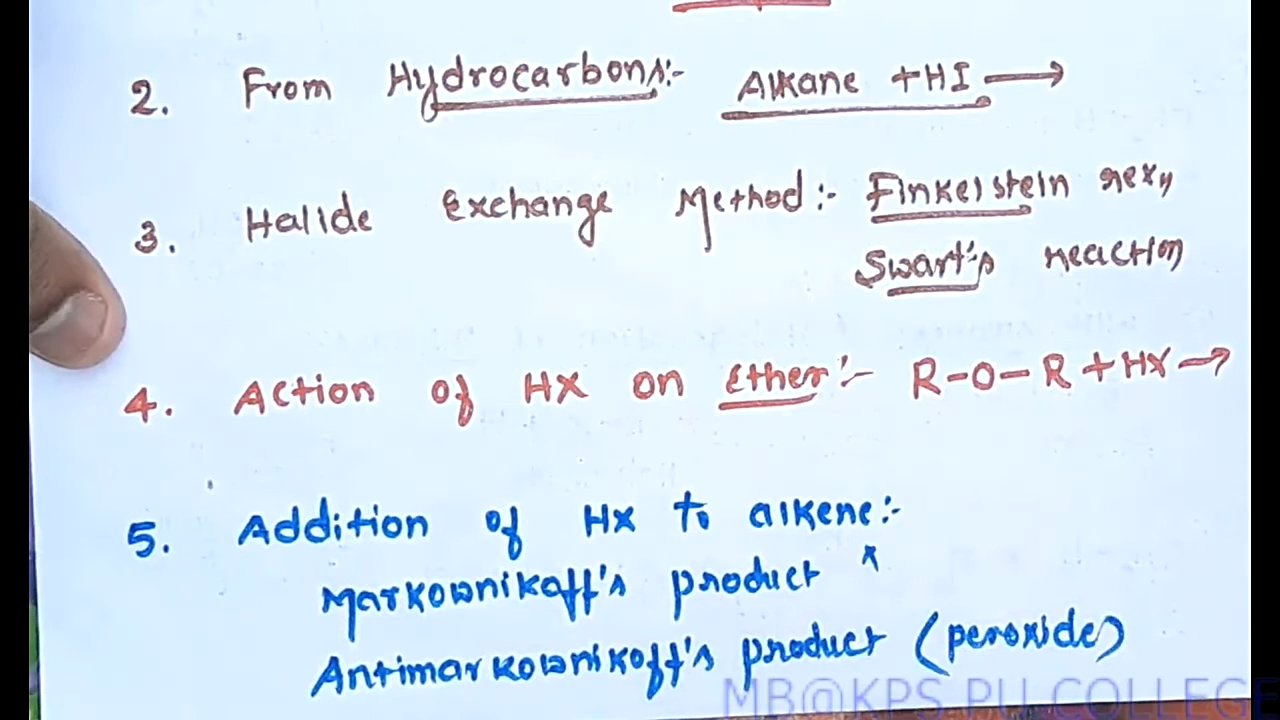 2. From Hydrocarbons:- Alkane + HI →
3. Halide Exchange Method:- Finkelstein rex,,
Swart's reaction
4. Action of HX on Ether:- R-O-R + HX →
5. Addition of HX to alkene:-
Markownikoff's product
Antimarkownikoff's product (peroxide)
MB@KPS PU COLLEGE